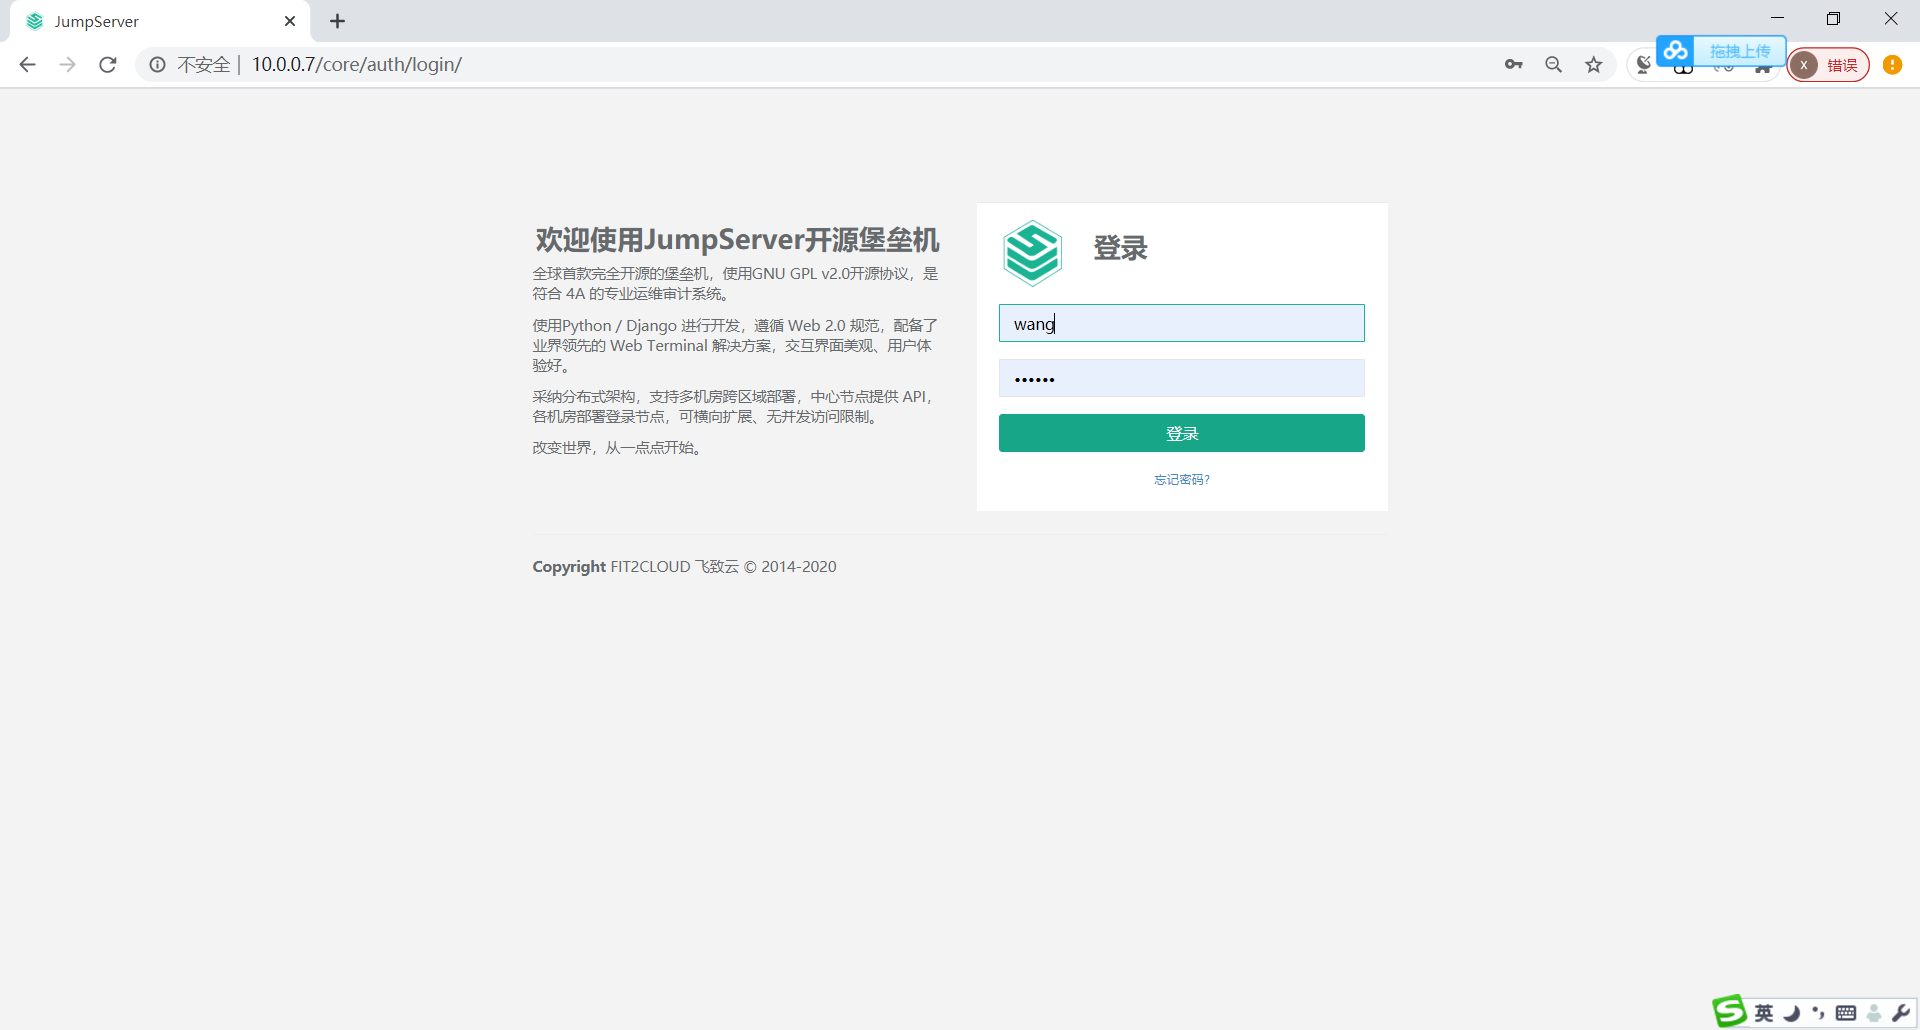 JumpServer
不安全 | 10.0.0.7/core/auth/login/
拖拽上传
x 错误
欢迎使用JumpServer开源堡垒机
全球首款完全开源的堡垒机，使用GNU GPL v2.0开源协议，是
符合 4A 的专业运维审计系统。
使用Python / Django 进行开发，遵循 Web 2.0 规范，配备了
业界领先的 Web Terminal 解决方案，交互界面美观、用户体
验好。
采纳分布式架构，支持多机房跨区域部署，中心节点提供 API，
各机房部署登录节点，可横向扩展、无并发访问限制。
改变世界，从一点点开始。
登录
wang
••••••
登录
忘记密码?
Copyright FIT2CLOUD 飞致云 © 2014-2020
S 英